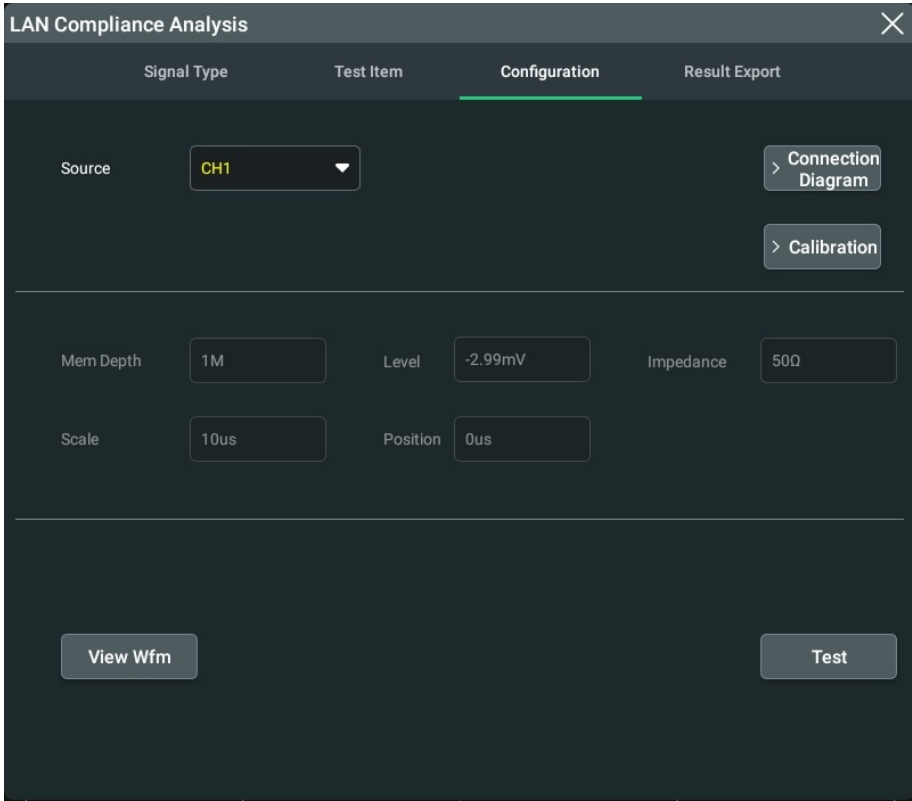 LAN Compliance Analysis
Signal Type
Test Item
Configuration
Result Export
Source
CH1
> Connection
Diagram
> Calibration
Mem Depth
1M
Level
-2.99mV
Impedance
50Ω
Scale
10us
Position
0us
View Wfm
Test